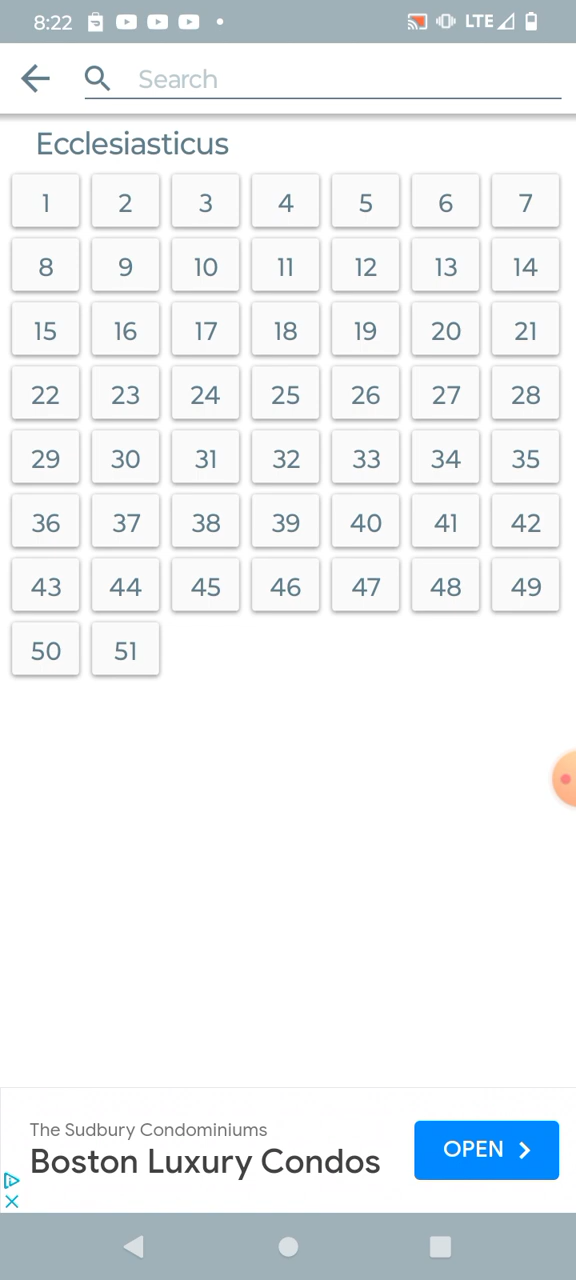 8:22 LTE
Search
Ecclesiasticus
1 2 3 4 5 6 7
8 9 10 11 12 13 14
15 16 17 18 19 20 21
22 23 24 25 26 27 28
29 30 31 32 33 34 35
36 37 38 39 40 41 42
43 44 45 46 47 48 49
50 51
The Sudbury Condominiums
Boston Luxury Condos
OPEN